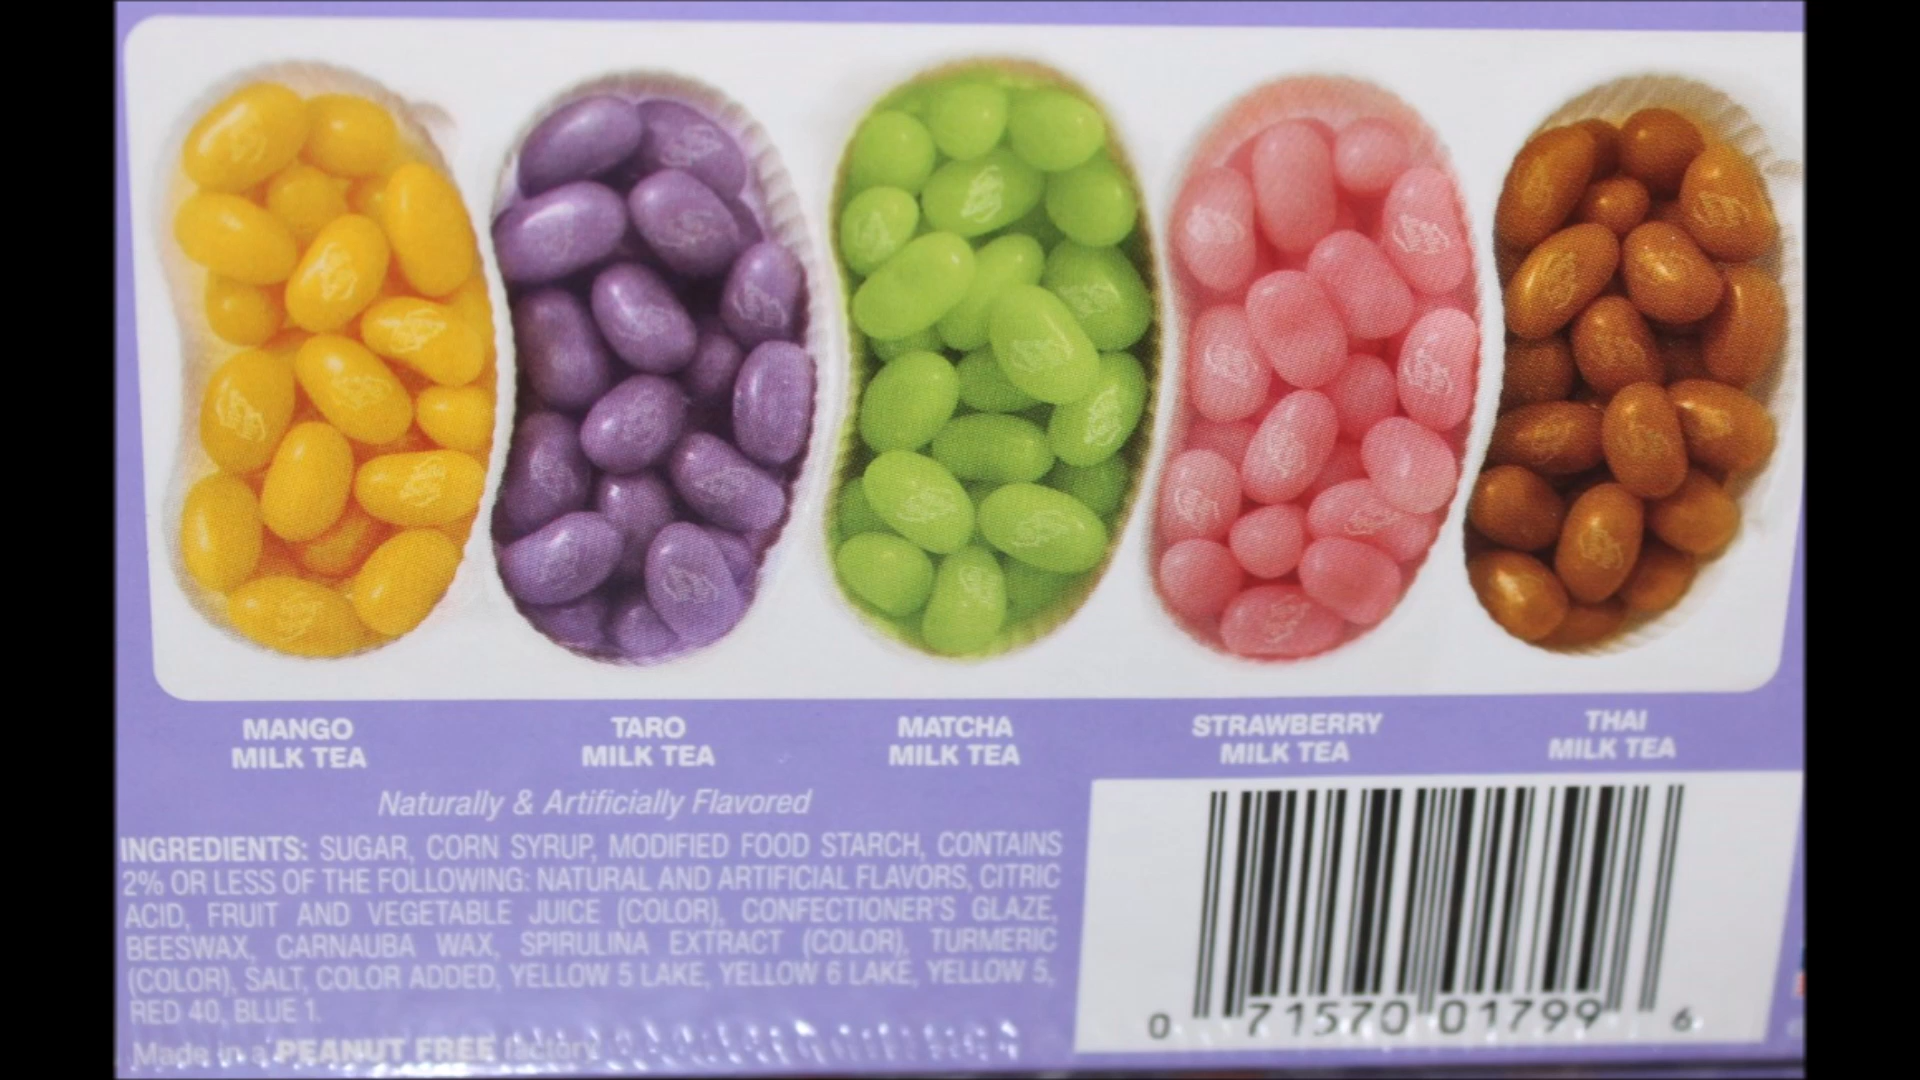 MANGO
MILK TEA
TARO
MILK TEA
MATCHA
MILK TEA
STRAWBERRY
MILK TEA
THAI
MILK TEA
Naturally & Artificially Flavored
INGREDIENTS: SUGAR, CORN SYRUP, MODIFIED FOOD STARCH, CONTAINS
2% OR LESS OF THE FOLLOWING: NATURAL AND ARTIFICIAL FLAVORS, CITRIC
ACID, FRUIT AND VEGETABLE JUICE (COLOR), CONFECTIONER'S GLAZE,
BEESWAX, CARNAUBA WAX, SPIRULINA EXTRACT (COLOR), TURMERIC
(COLOR), SALT, COLOR ADDED, YELLOW 5 LAKE, YELLOW 6 LAKE, YELLOW 5,
RED 40, BLUE 1.
Made in a PEANUT FREE factory
0 71570 01799 6